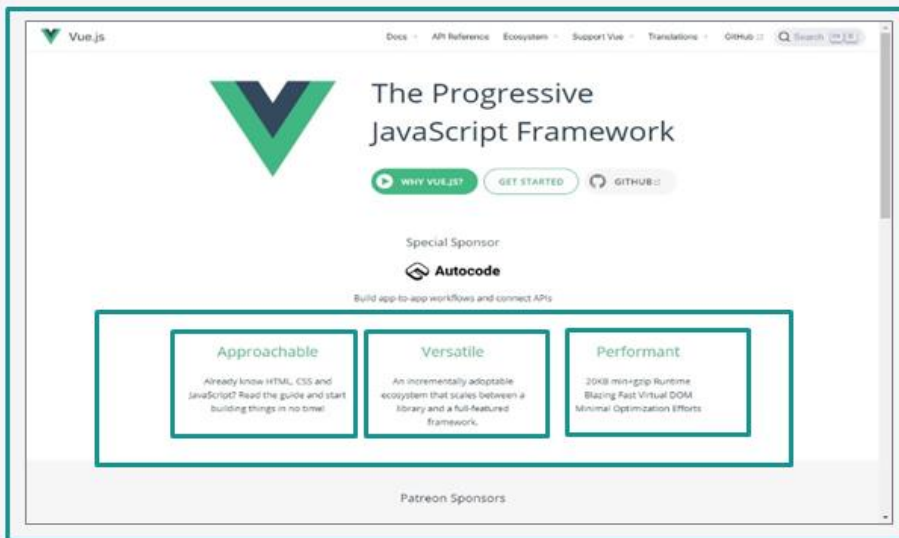 Vue.js
Docs API Reference Ecosystem Support Vue Translations GitHub Search
The Progressive
JavaScript Framework
WHY VUE.JS? GET STARTED GITHUB
Special Sponsor
Autocode
Build app-to-app workflows and connect APIs
Approachable
Already know HTML, CSS and
JavaScript? Read the guide and start
building things in no time!
Versatile
An incrementally adoptable
ecosystem that scales between a
library and a full-featured
framework.
Performant
20KB min+gzip Runtime
Blazing Fast Virtual DOM
Minimal Optimization Efforts
Patreon Sponsors